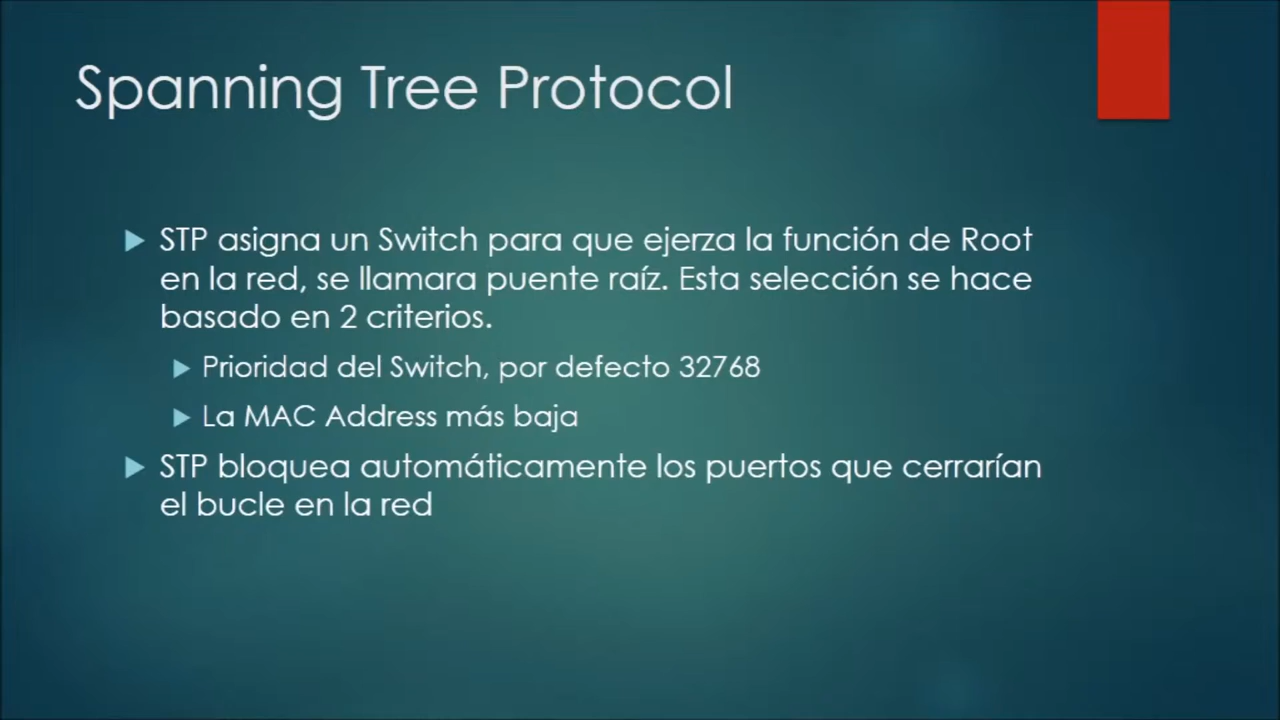 Spanning Tree Protocol
STP asigna un Switch para que ejerza la función de Root
en la red, se llamara puente raíz. Esta selección se hace
basado en 2 criterios.
Prioridad del Switch, por defecto 32768
La MAC Address más baja
STP bloquea automáticamente los puertos que cerrarían
el bucle en la red